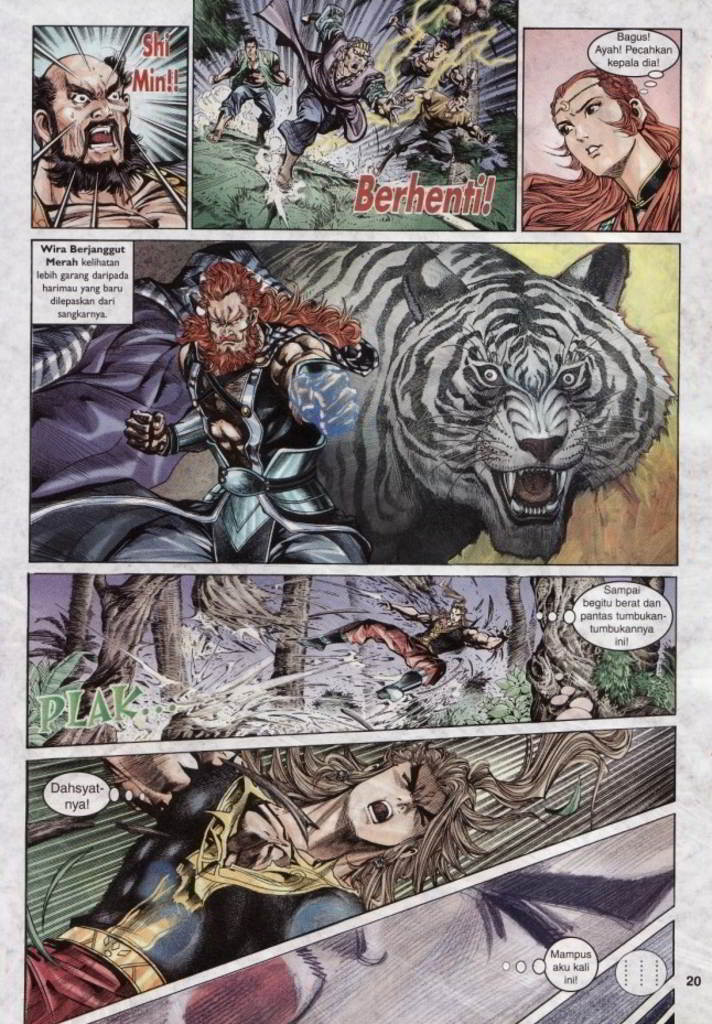 Shi
Min!!
Berhenti!
Bagus!
Ayah! Pecahkan
kepala dia!
Wira Berjanggut
Merah kelihatan
lebih garang daripada
harimau yang baru
dilepaskan dari
sangkarnya.
Sampai
begitu berat dan
pantas tumbukan-
tumbukannya
ini!
PLAK...
Dahsyat-
nya!
Mampus
aku kali
ini!
20